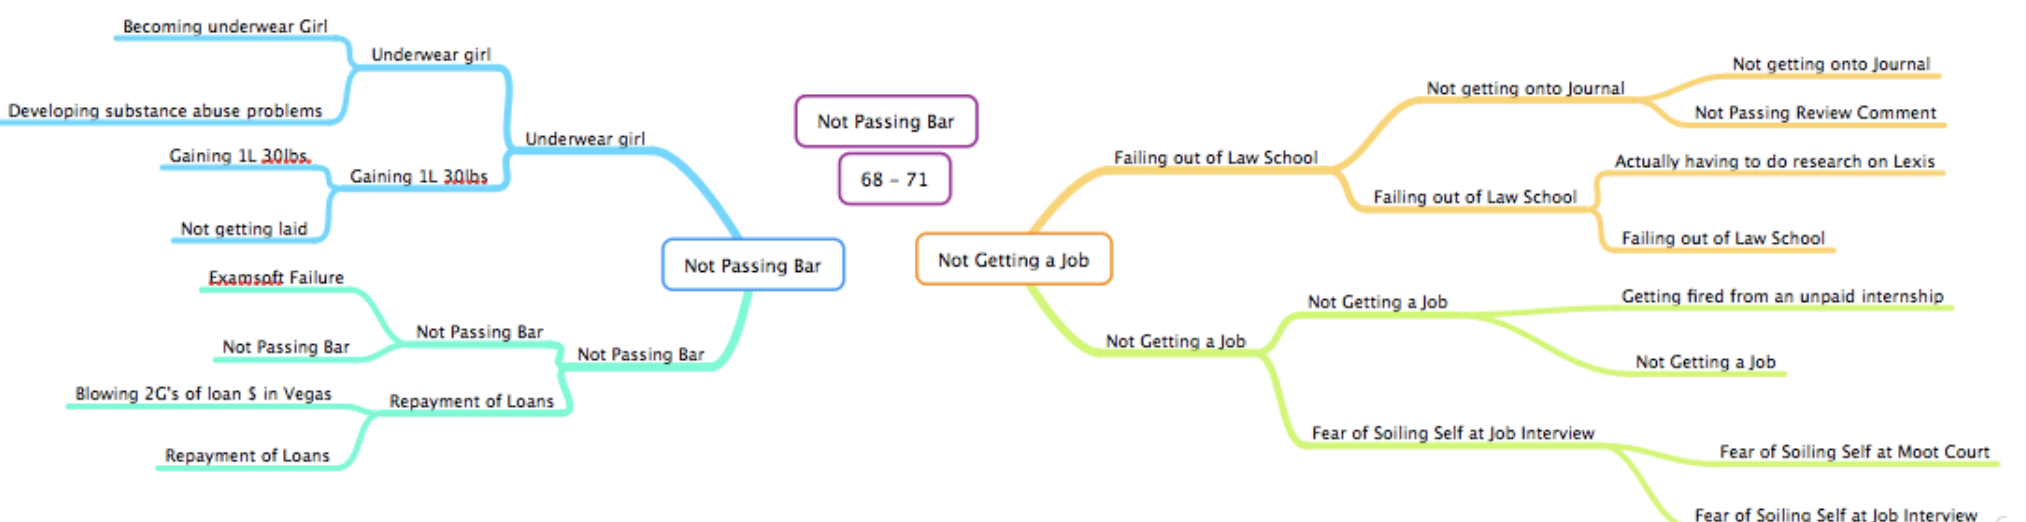 Becoming underwear Girl
Underwear girl
Developing substance abuse problems
Underwear girl
Gaining 1L 30lbs.
Gaining 1L 30lbs
Not getting laid
Not Passing Bar
Examsoft Failure
Not Passing Bar
Not Passing Bar
Not Passing Bar
Blowing 2G's of loan $ in Vegas
Repayment of Loans
Repayment of Loans
Not Passing Bar
68 - 71
Not Getting a Job
Failing out of Law School
Not getting onto Journal
Not getting onto Journal
Not Passing Review Comment
Failing out of Law School
Actually having to do research on Lexis
Failing out of Law School
Not Getting a Job
Not Getting a Job
Getting fired from an unpaid internship
Not Getting a Job
Fear of Soiling Self at Job Interview
Fear of Soiling Self at Moot Court
Fear of Soiling Self at Job Interview